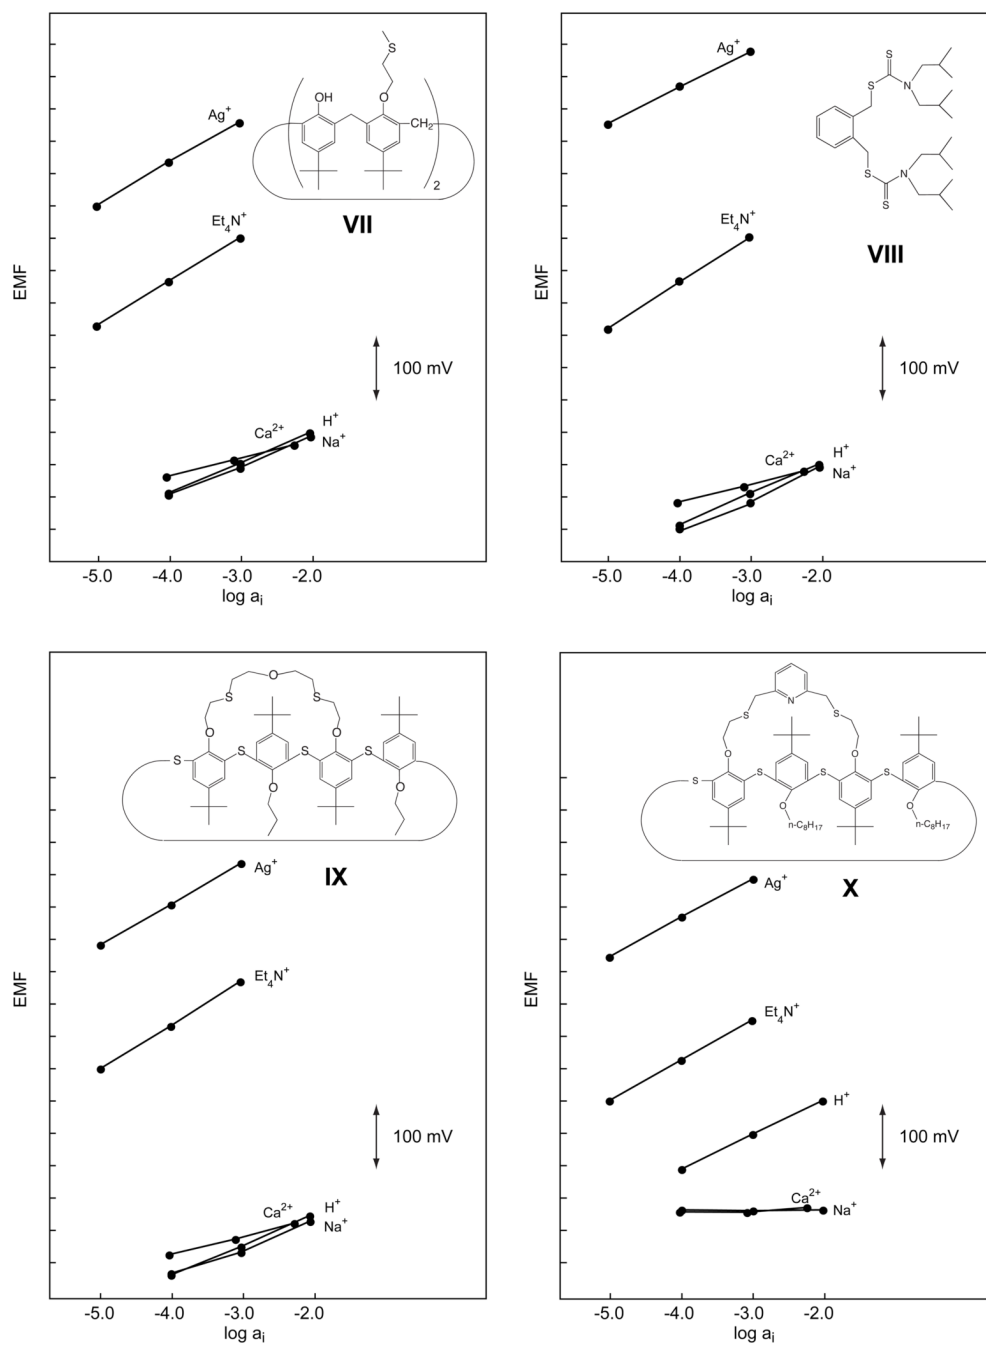 S
Ag⁺
OH
O
CH₂
2
Et₄N⁺
VII
EMF
100 mV
Ca²⁺
H⁺
Na⁺
-5.0 -4.0 -3.0 -2.0
log aᵢ
Ag⁺
S
S
N
S
N
S
Et₄N⁺
VIII
EMF
100 mV
Ca²⁺
H⁺
Na⁺
-5.0 -4.0 -3.0 -2.0
log aᵢ
O
S S
O O
S S S S
O O
Ag⁺
IX
Et₄N⁺
EMF
100 mV
Ca²⁺
H⁺
Na⁺
-5.0 -4.0 -3.0 -2.0
log aᵢ
N
S S
O O
S S S S
O O
n-C₈H₁₇ n-C₈H₁₇
Ag⁺
X
Et₄N⁺
EMF
H⁺
100 mV
Ca²⁺
Na⁺
-5.0 -4.0 -3.0 -2.0
log aᵢ